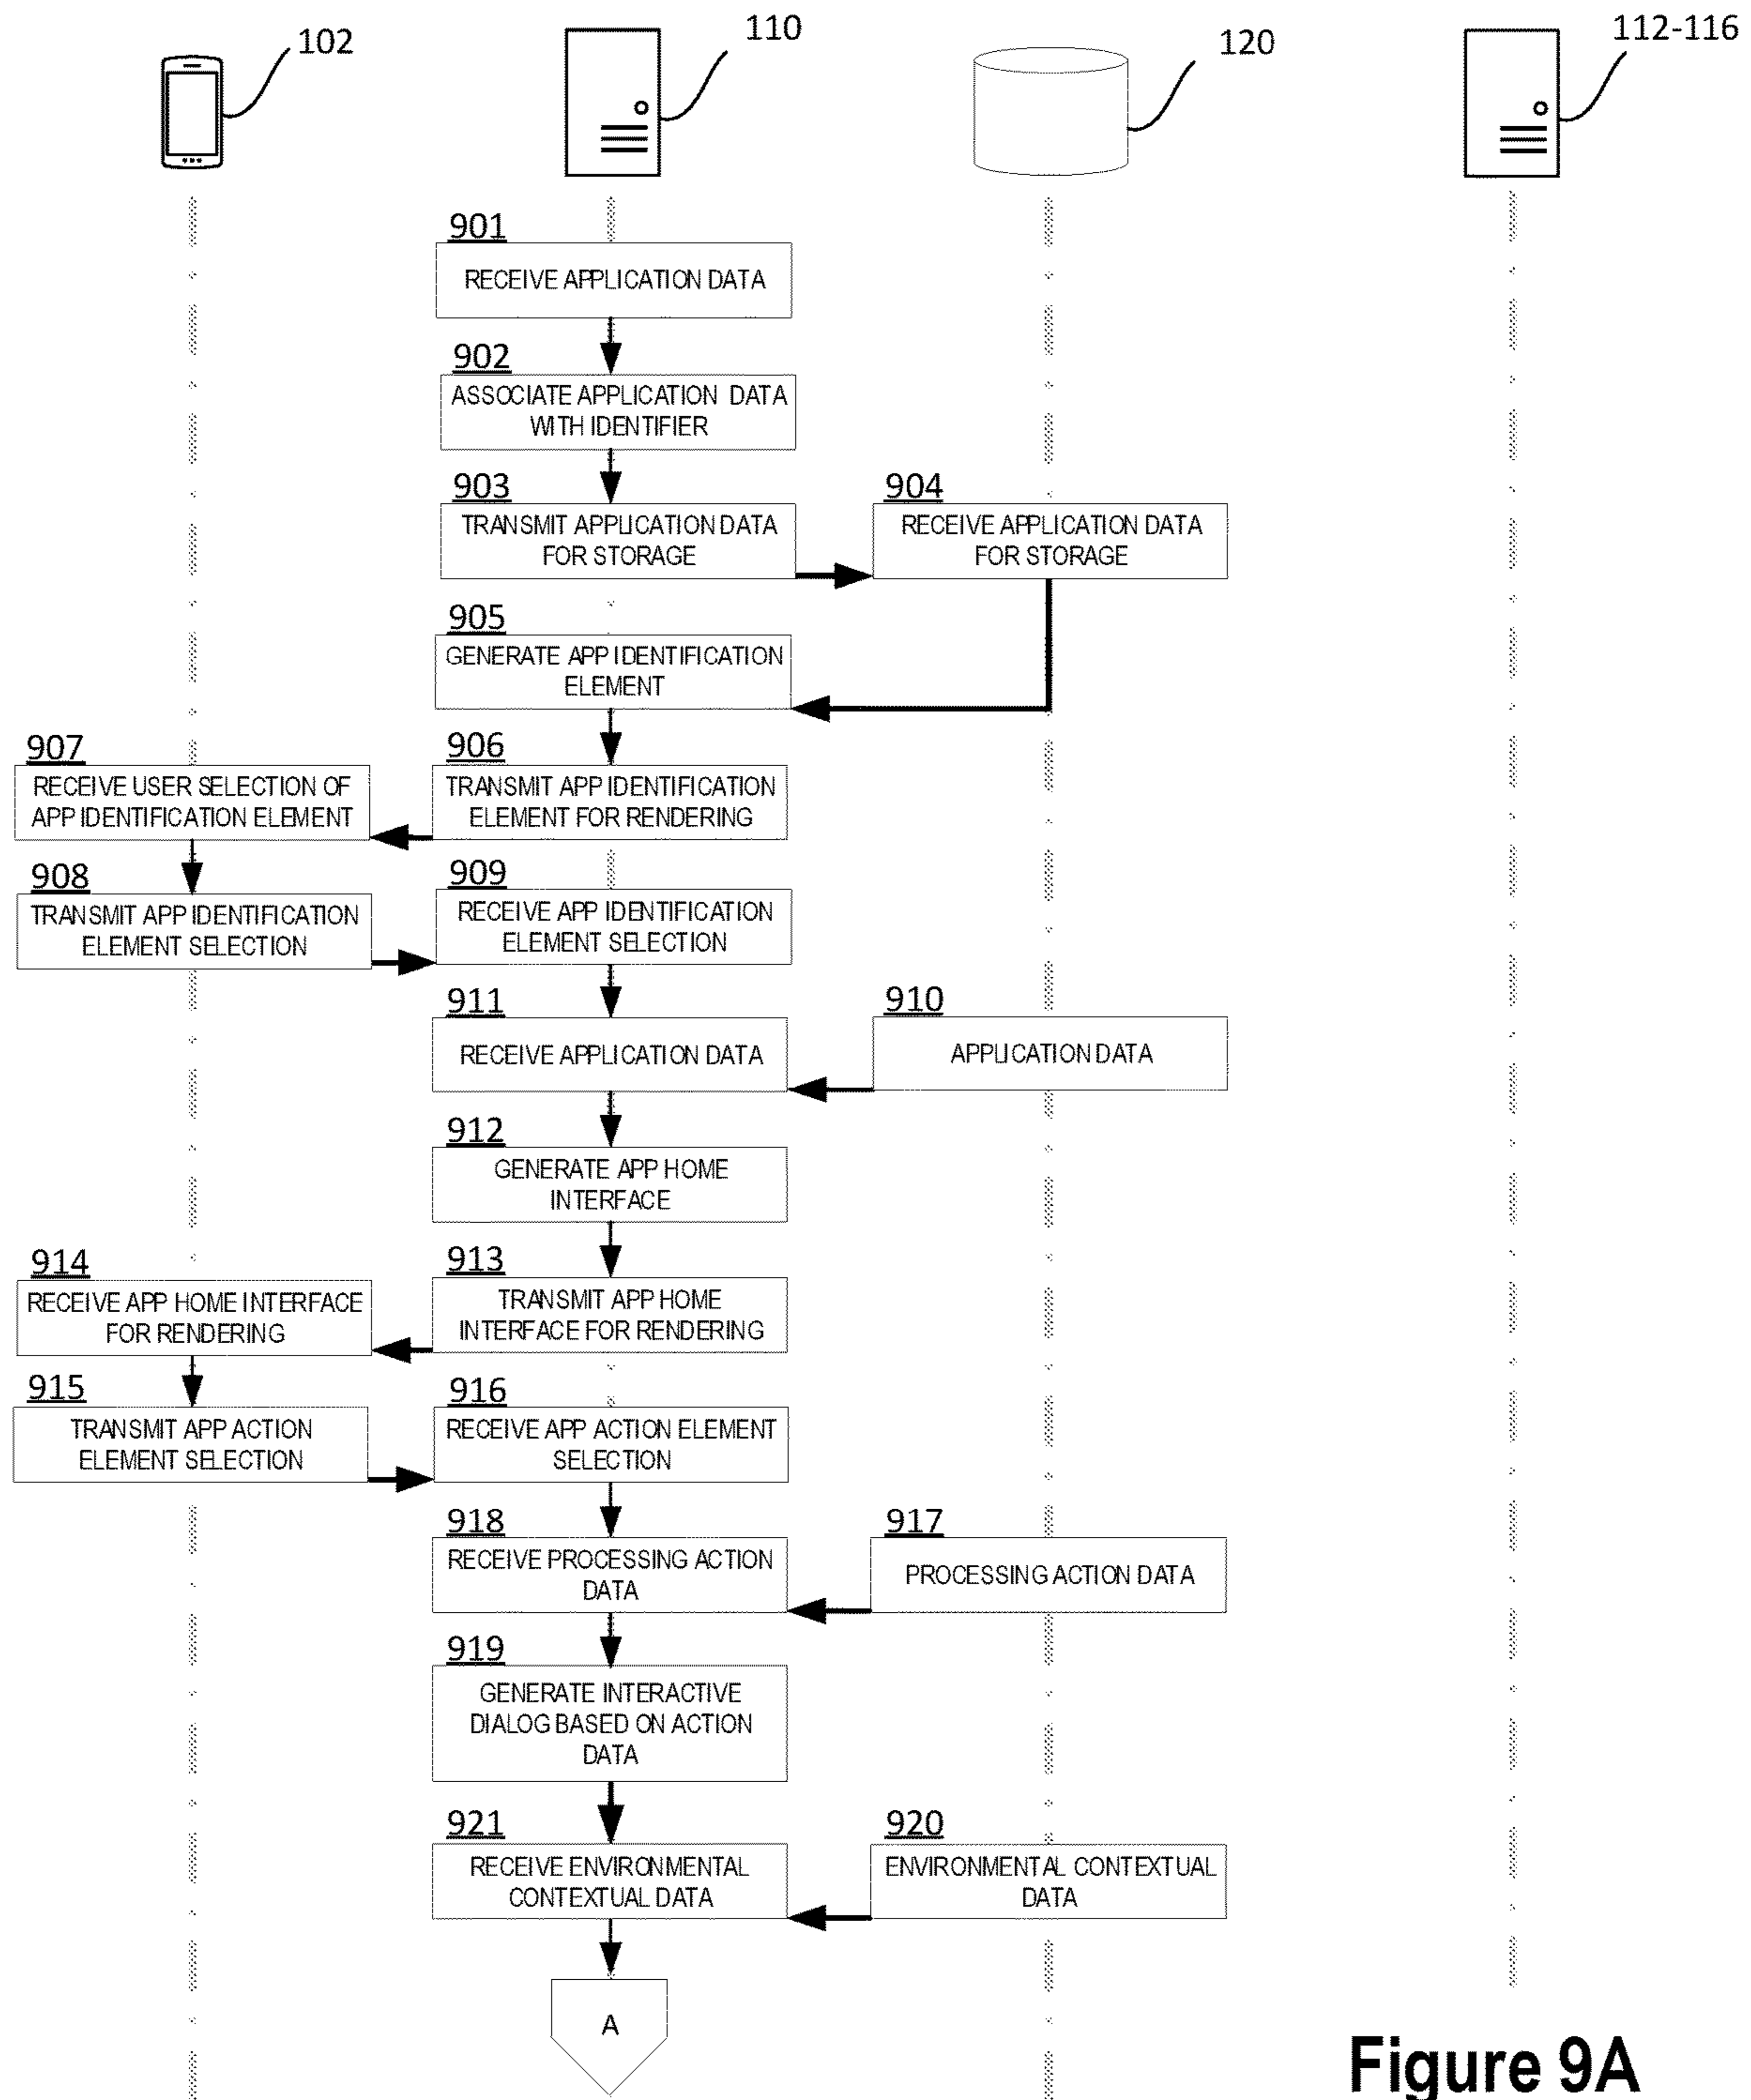 102
110
120
112-116
901
RECEIVE APPLICATION DATA
902
ASSOCIATE APPLICATION DATA
WITH IDENTIFIER
903
TRANSMIT APPLICATION DATA
FOR STORAGE
904
RECEIVE APPLICATION DATA
FOR STORAGE
905
GENERATE APP IDENTIFICATION
ELEMENT
907
RECEIVE USER SELECTION OF
APP IDENTIFICATION ELEMENT
906
TRANSMIT APP IDENTIFICATION
ELEMENT FOR RENDERING
908
TRANSMIT APP IDENTIFICATION
ELEMENT SELECTION
909
RECEIVE APP IDENTIFICATION
ELEMENT SELECTION
911
RECEIVE APPLICATION DATA
910
APPLICATION DATA
912
GENERATE APP HOME
INTERFACE
914
RECEIVE APP HOME INTERFACE
FOR RENDERING
913
TRANSMIT APP HOME
INTERFACE FOR RENDERING
915
TRANSMIT APP ACTION
ELEMENT SELECTION
916
RECEIVE APP ACTION ELEMENT
SELECTION
918
RECEIVE PROCESSING ACTION
DATA
917
PROCESSING ACTION DATA
919
GENERATE INTERACTIVE
DIALOG BASED ON ACTION
DATA
921
RECEIVE ENVIRONMENTAL
CONTEXTUAL DATA
920
ENVIRONMENTAL CONTEXTUAL
DATA
A
Figure 9A